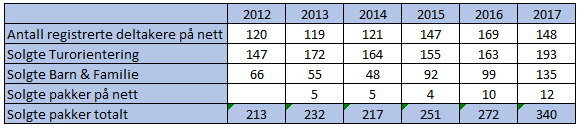 2012 2013 2014 2015 2016 2017
Antall registrerte deltakere på nett 120 119 121 147 169 148
Solgte Turorientering 147 172 164 155 163 193
Solgte Barn & Familie 66 55 48 92 99 135
Solgte pakker på nett 5 5 4 10 12
Solgte pakker totalt 213 232 217 251 272 340